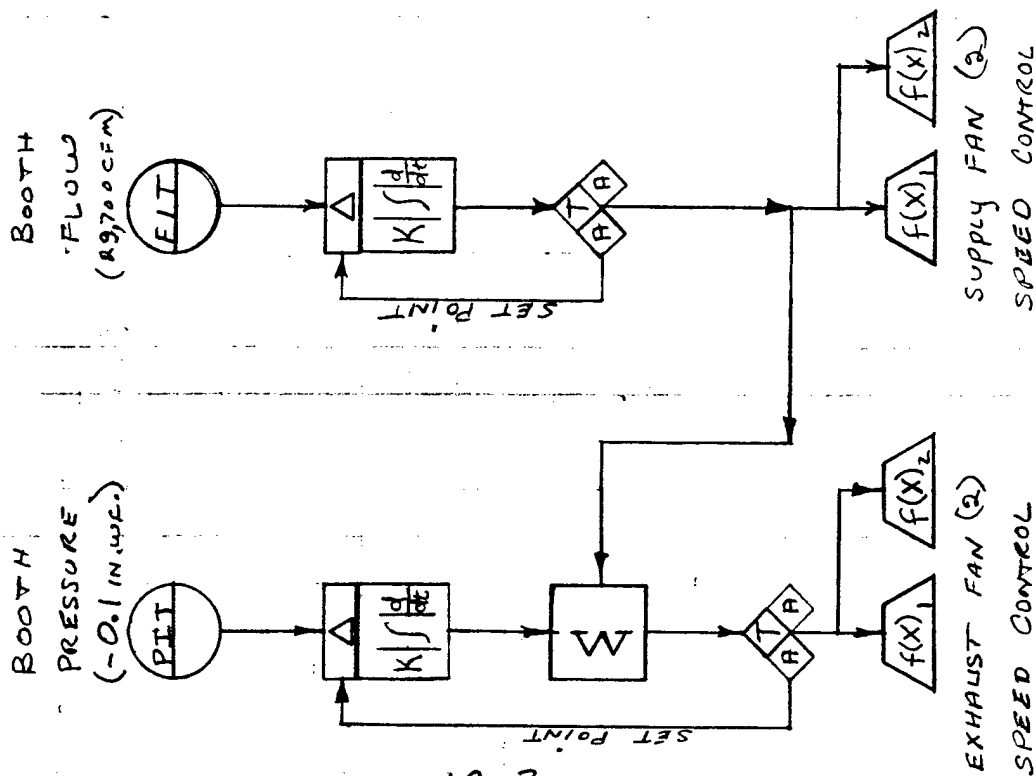 BOOTH
PRESSURE
(-0.1 IN.WC.)
PIT
Δ
K ∫ d/dt
SET POINT
W
T
A A
f(x)1
f(x)2
EXHAUST FAN (2)
SPEED CONTROL
BOOTH
FLOW
(29,700 CFM)
FIT
Δ
K ∫ d/dt
SET POINT
T
A A
f(x)1
f(x)2
SUPPLY FAN (2)
SPEED CONTROL